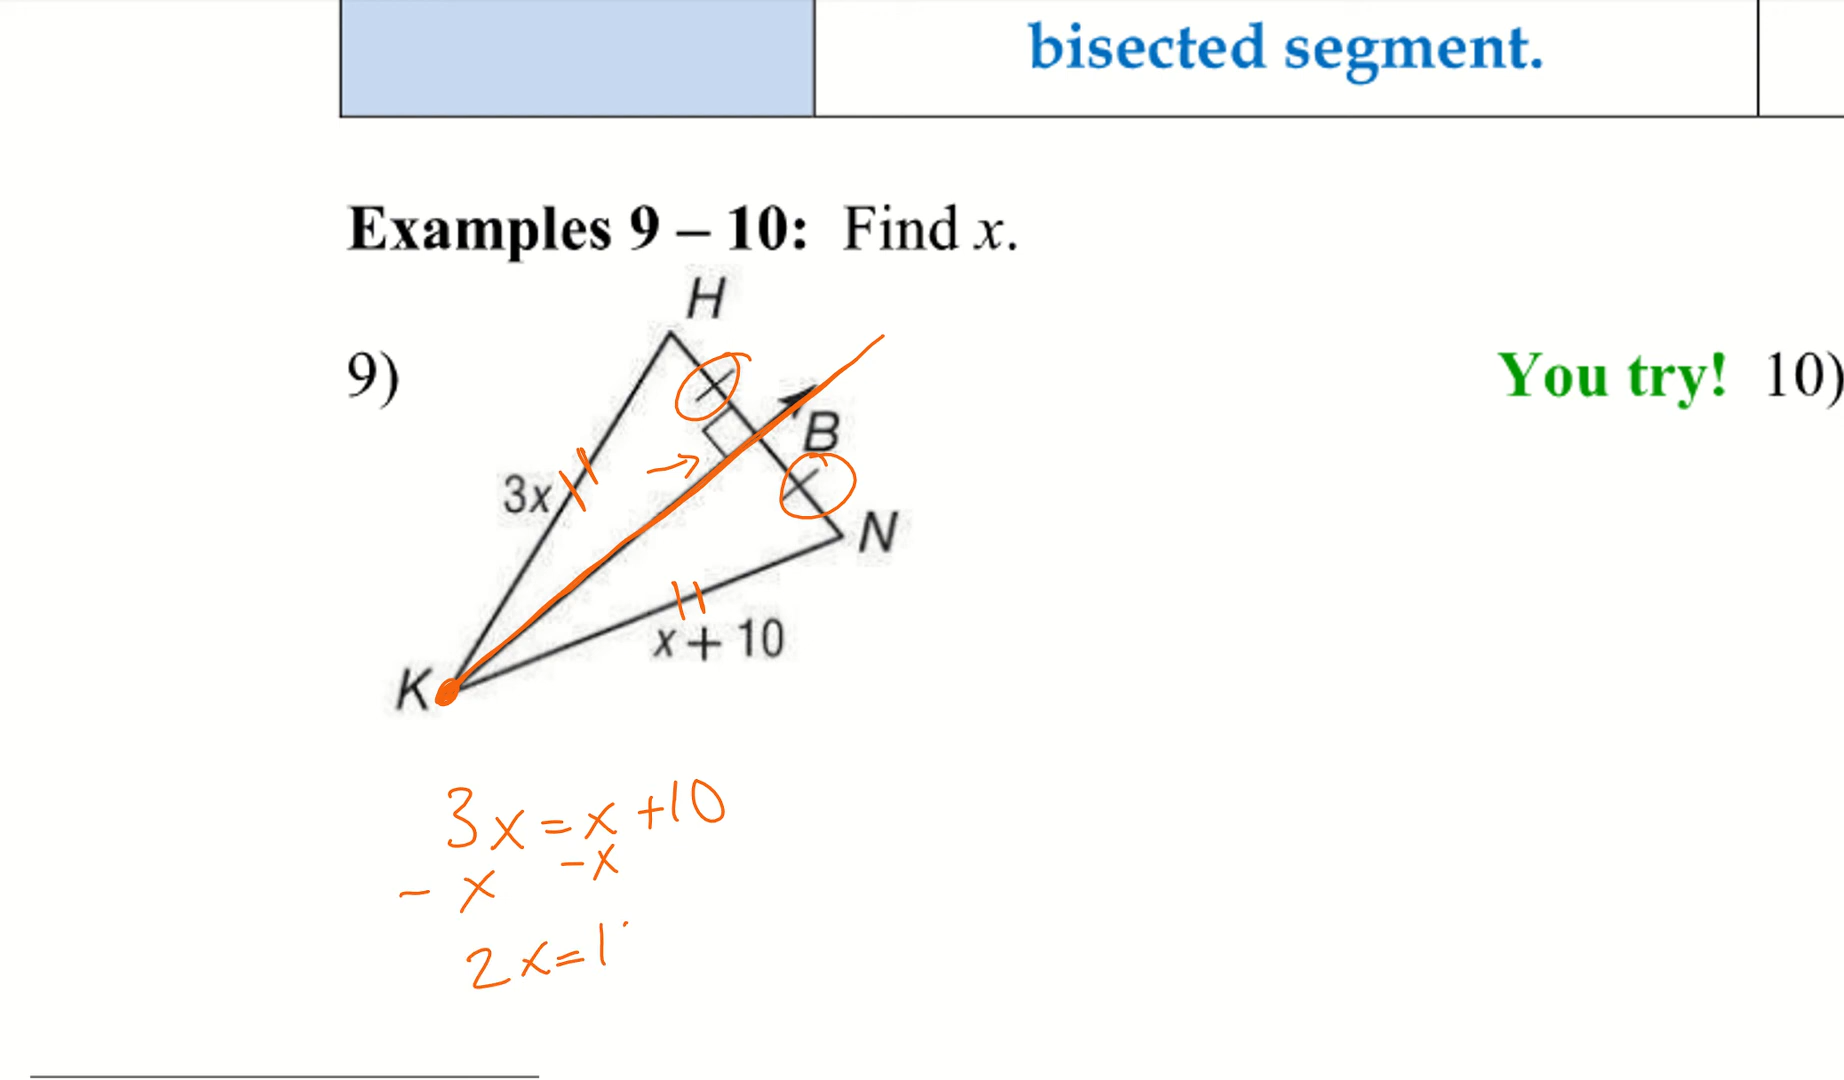 bisected segment.
Examples 9 – 10: Find x.
9)
H
B
3x
N
x + 10
K
You try! 10)
3x = x + 10
- x - x
2x = 1